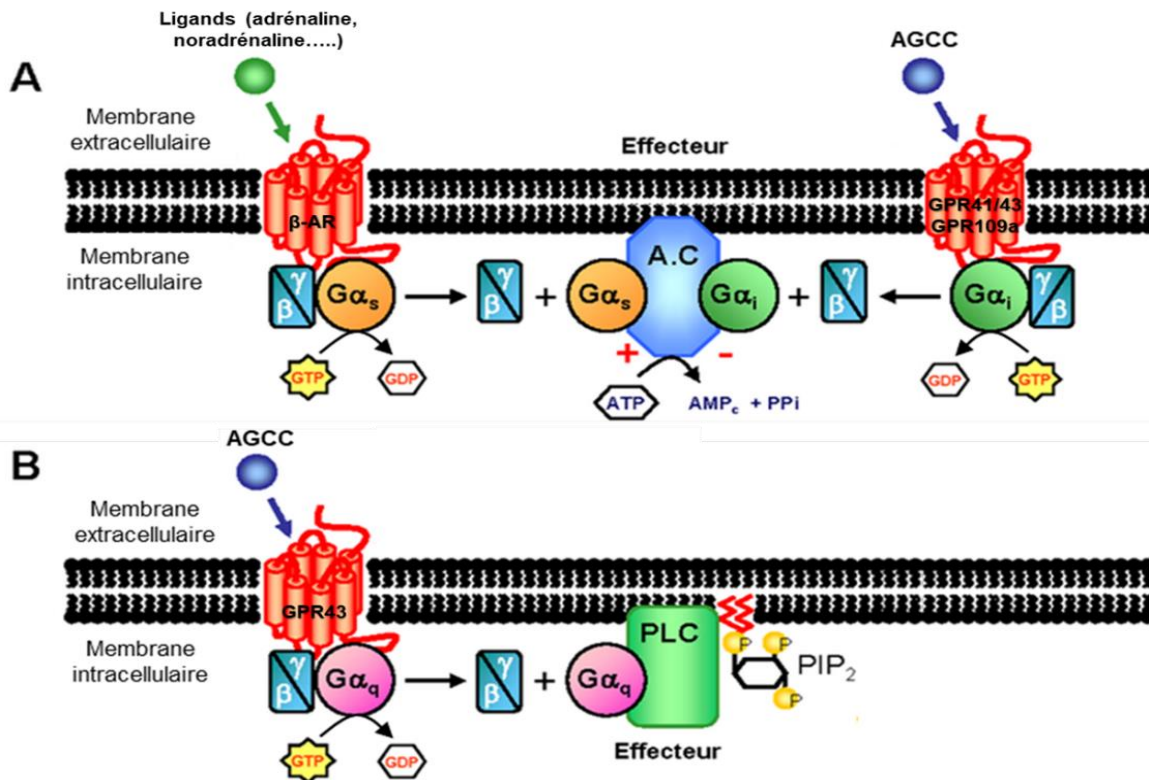 Ligands (adrénaline,
noradrénaline.....)
AGCC
A
Membrane
extracellulaire
Effecteur
β-AR
GPR41/43
GPR109a
Membrane
intracellulaire
A.C
β γ
Gαs
β γ
+
Gαs
Gαi
+
β γ
Gαi
β γ
+
-
GTP
GDP
ATP
AMPc + PPi
GDP
GTP
AGCC
B
Membrane
extracellulaire
GPR43
Membrane
intracellulaire
PLC
P
P
PIP2
P
β γ
Gαq
β γ
+
Gαq
GTP
GDP
Effecteur